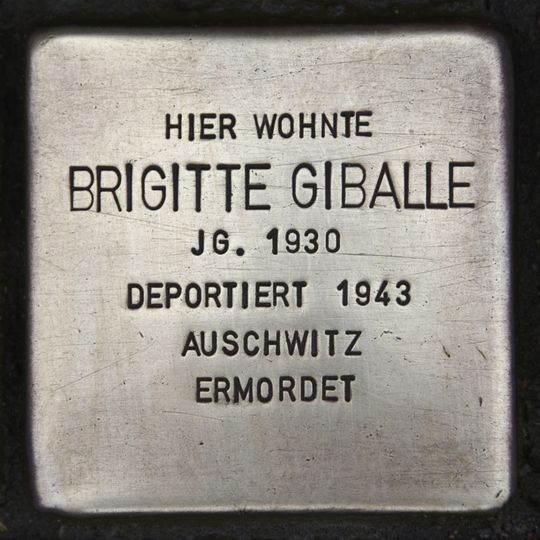 HIER WOHNTE
BRIGITTE GIBALLE
JG. 1930
DEPORTIERT 1943
AUSCHWITZ
ERMORDET